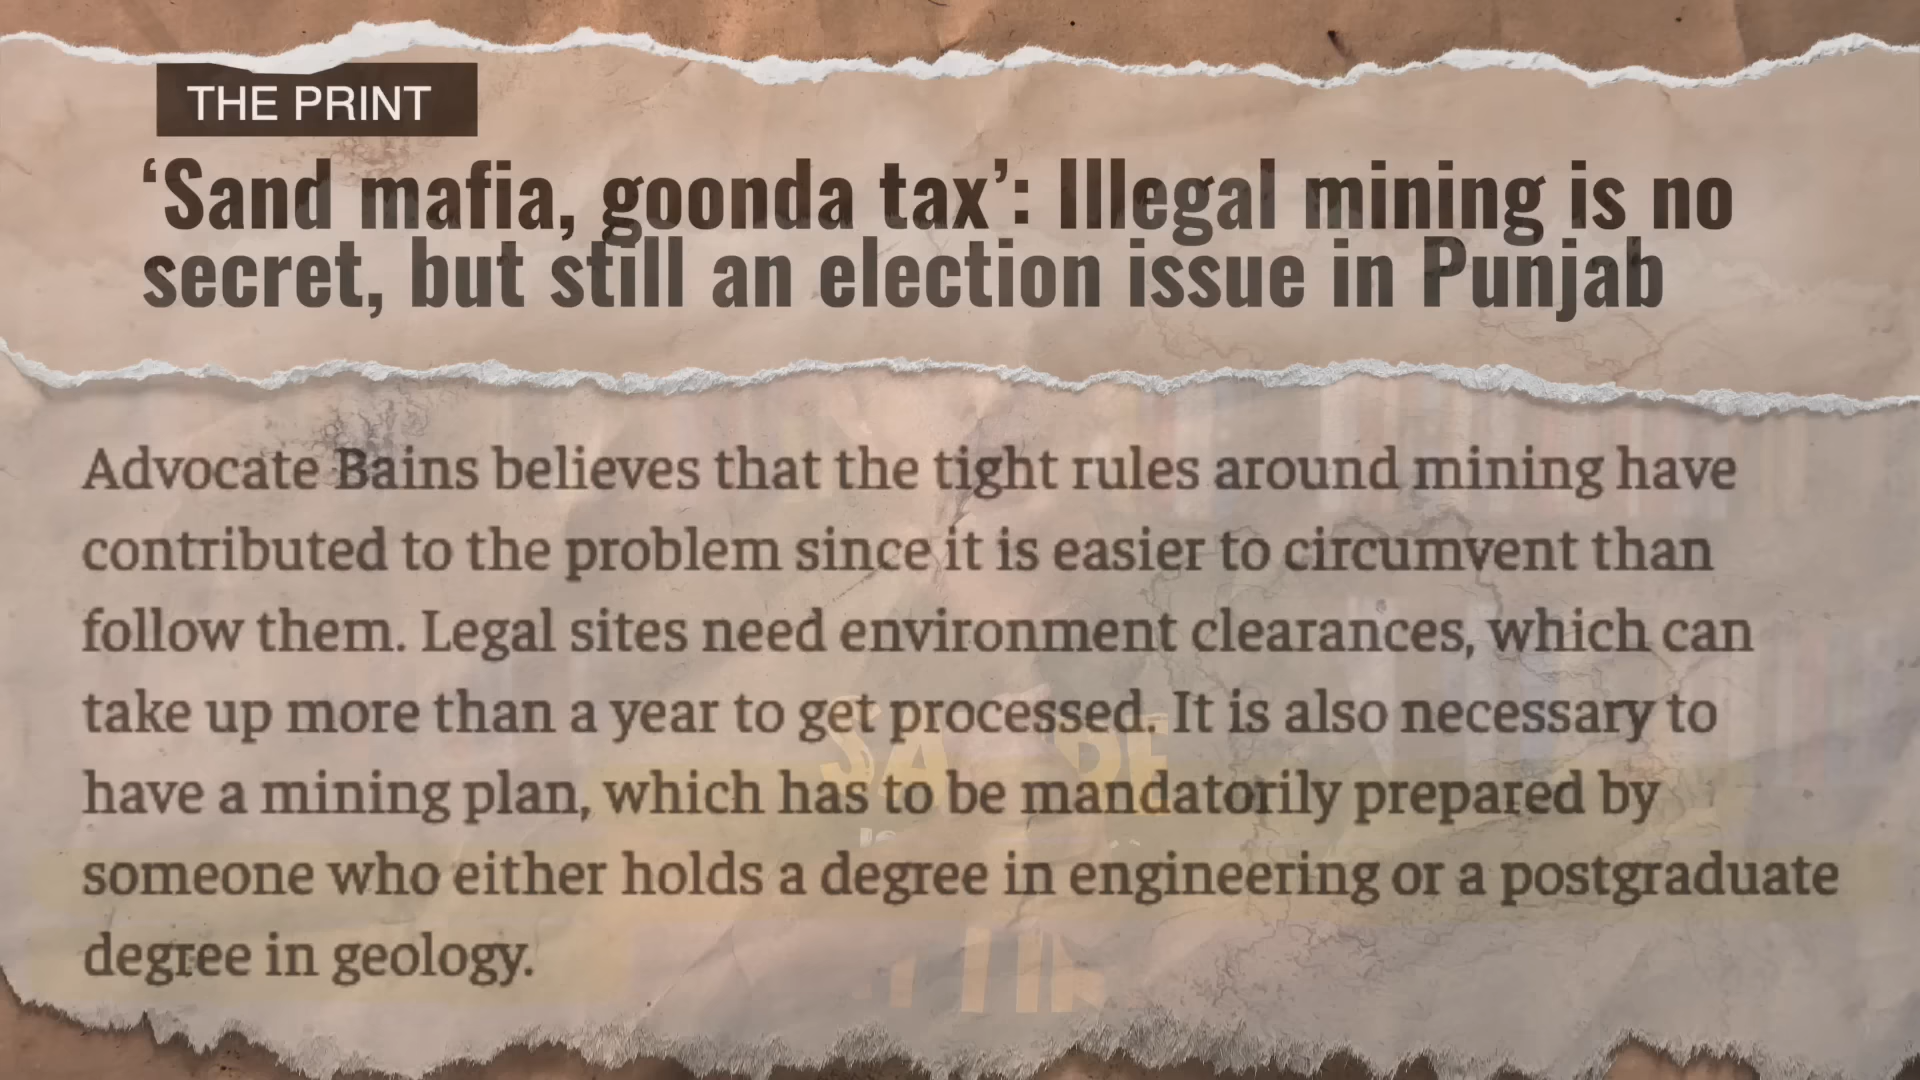 THE PRINT
‘Sand mafia, goonda tax’: Illegal mining is no
secret, but still an election issue in Punjab
Advocate Bains believes that the tight rules around mining have
contributed to the problem since it is easier to circumvent than
follow them. Legal sites need environment clearances, which can
take up more than a year to get processed. It is also necessary to
have a mining plan, which has to be mandatorily prepared by
someone who either holds a degree in engineering or a postgraduate
degree in geology.